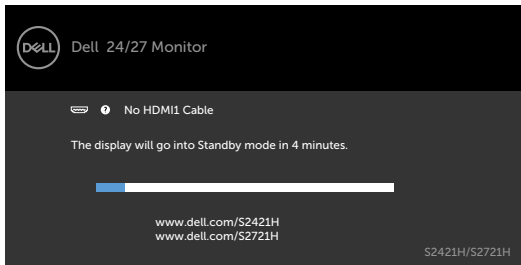 DELL
Dell 24/27 Monitor
? No HDMI1 Cable
The display will go into Standby mode in 4 minutes.
www.dell.com/S2421H
www.dell.com/S2721H
S2421H/S2721H